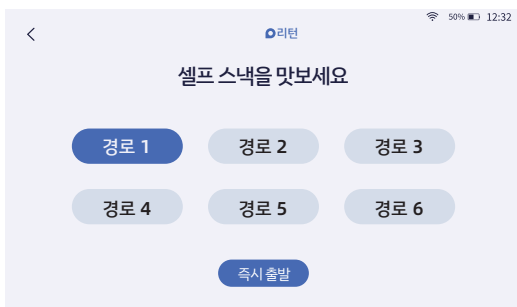 50% 12:32
리턴
셀프 스낵을 맛보세요
경로 1 경로 2 경로 3
경로 4 경로 5 경로 6
즉시 출발